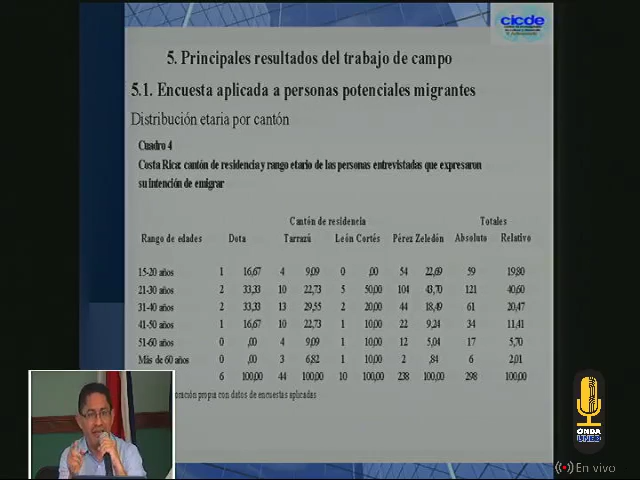 cicde
5. Principales resultados del trabajo de campo
5.1. Encuesta aplicada a personas potenciales migrantes
Distribución etaria por cantón
Cuadro 4
Costa Rica: cantón de residencia y rango etario de las personas entrevistadas que expresaron
su intención de emigrar
Cantón de residencia Totales
Rango de edades Dota Tarrazú León Cortés Pérez Zeledón Absoluto Relativo
15-20 años 1 16,67 4 9,09 0 ,00 54 22,69 59 19,80
21-30 años 2 33,33 10 22,73 5 50,00 104 43,70 121 40,60
31-40 años 2 33,33 13 29,55 2 20,00 44 18,49 61 20,47
41-50 años 1 16,67 10 22,73 1 10,00 22 9,24 34 11,41
51-60 años 0 ,00 4 9,09 1 10,00 12 5,04 17 5,70
Más de 60 años 0 ,00 3 6,82 1 10,00 2 ,84 6 2,01
6 100,00 44 100,00 10 100,00 238 100,00 298 100,00
oración propia con datos de encuestas aplicadas
ONDA
UNED
En vivo